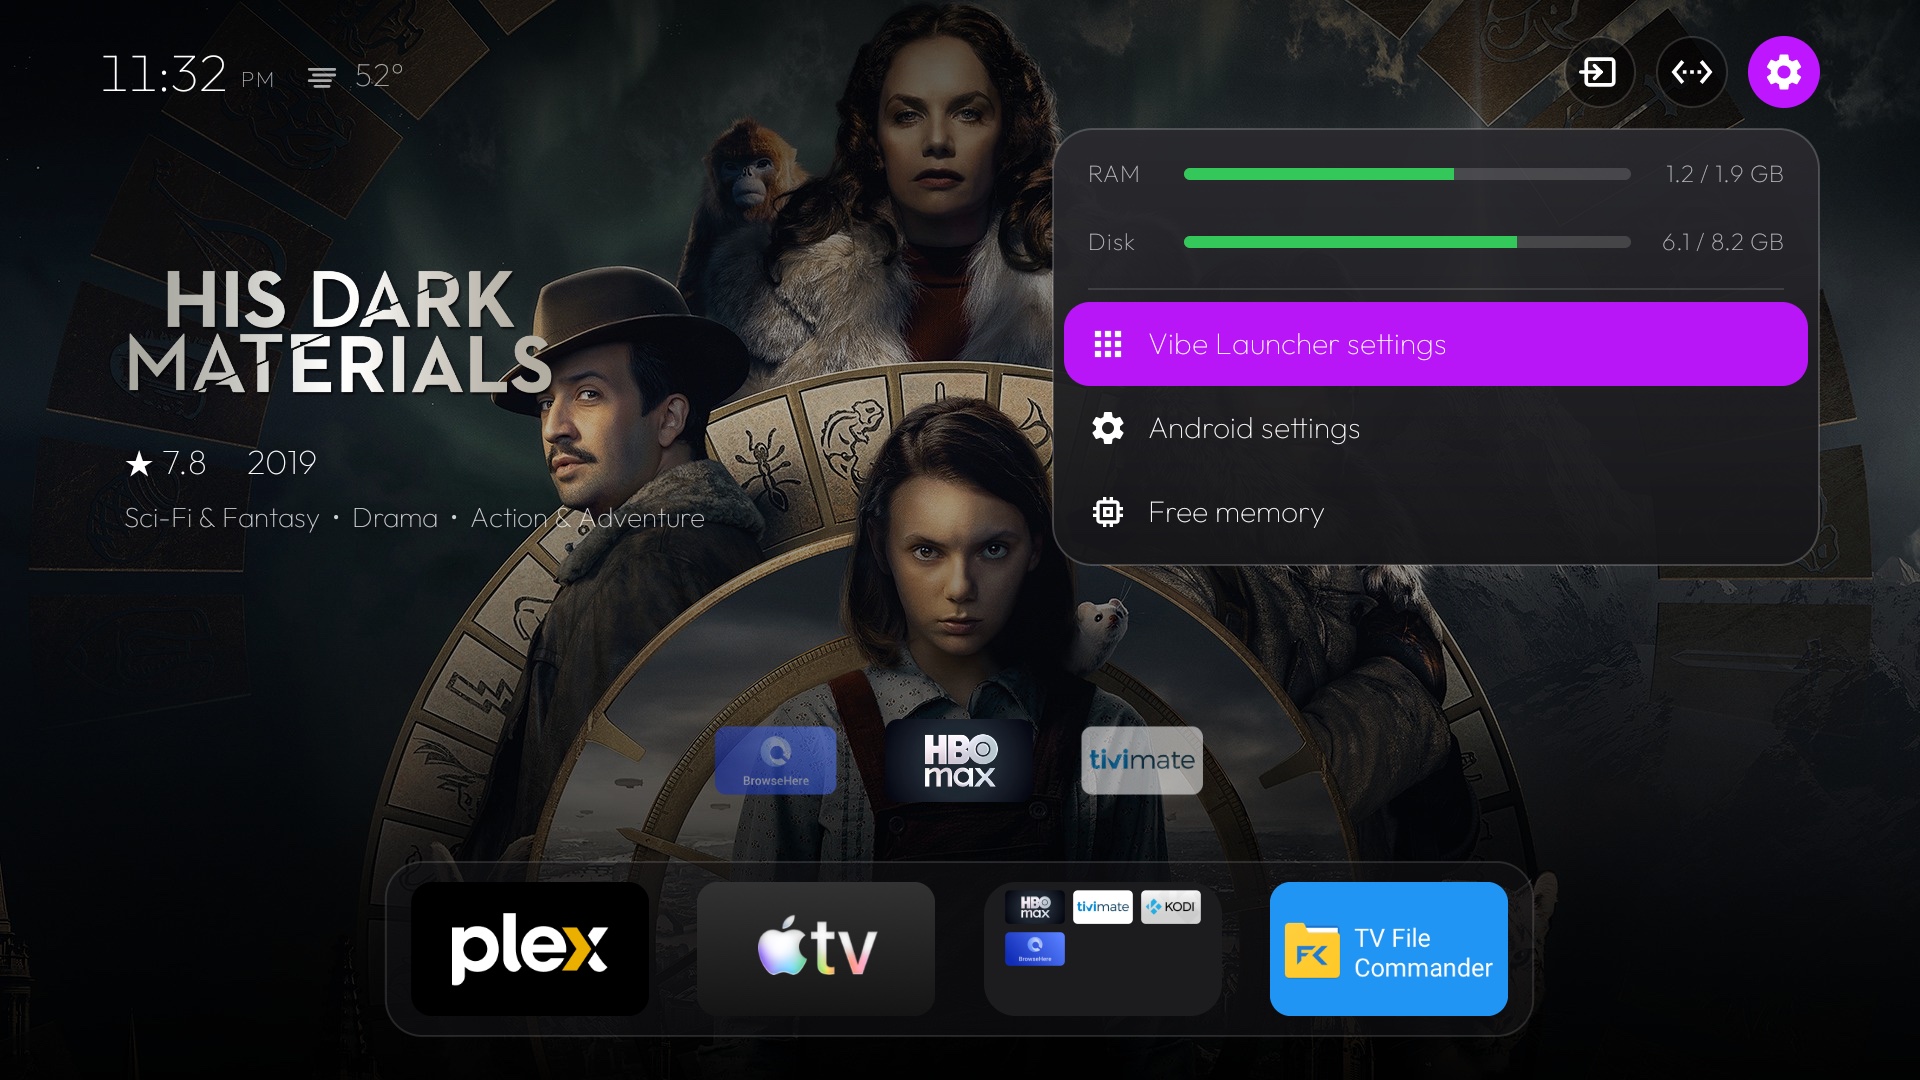 11:32 PM 52°
RAM 1.2 / 1.9 GB
Disk 6.1 / 8.2 GB
HIS DARK
MATERIALS
Vibe Launcher settings
Android settings
Free memory
★ 7.8 2019
Sci-Fi & Fantasy • Drama • Action & Adventure
BrowseHere
HBO
max
tivimate
plex
tv
HBO
max
tivimate
KODI
BrowseHere
FK
TV File
Commander